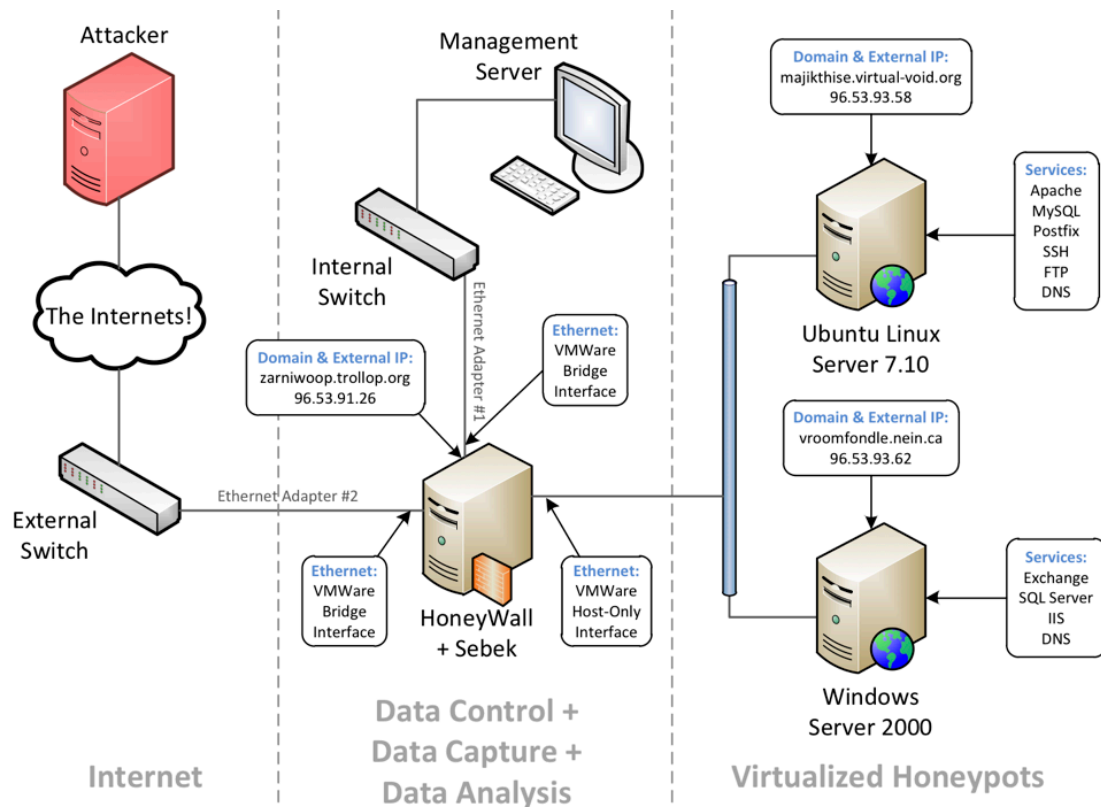 Attacker
The Internets!
External
Switch
Ethernet Adapter #2
Internet
Management
Server
Internal
Switch
Ethernet Adapter #1
Ethernet:
VMWare
Bridge
Interface
Domain & External IP:
zarniwoop.trollop.org
96.53.91.26
Ethernet:
VMWare
Bridge
Interface
HoneyWall
+ Sebek
Ethernet:
VMWare
Host-Only
Interface
Data Control +
Data Capture +
Data Analysis
Domain & External IP:
majikthise.virtual-void.org
96.53.93.58
Services:
Apache
MySQL
Postfix
SSH
FTP
DNS
Ubuntu Linux
Server 7.10
Domain & External IP:
vroomfondle.nein.ca
96.53.93.62
Services:
Exchange
SQL Server
IIS
DNS
Windows
Server 2000
Virtualized Honeypots